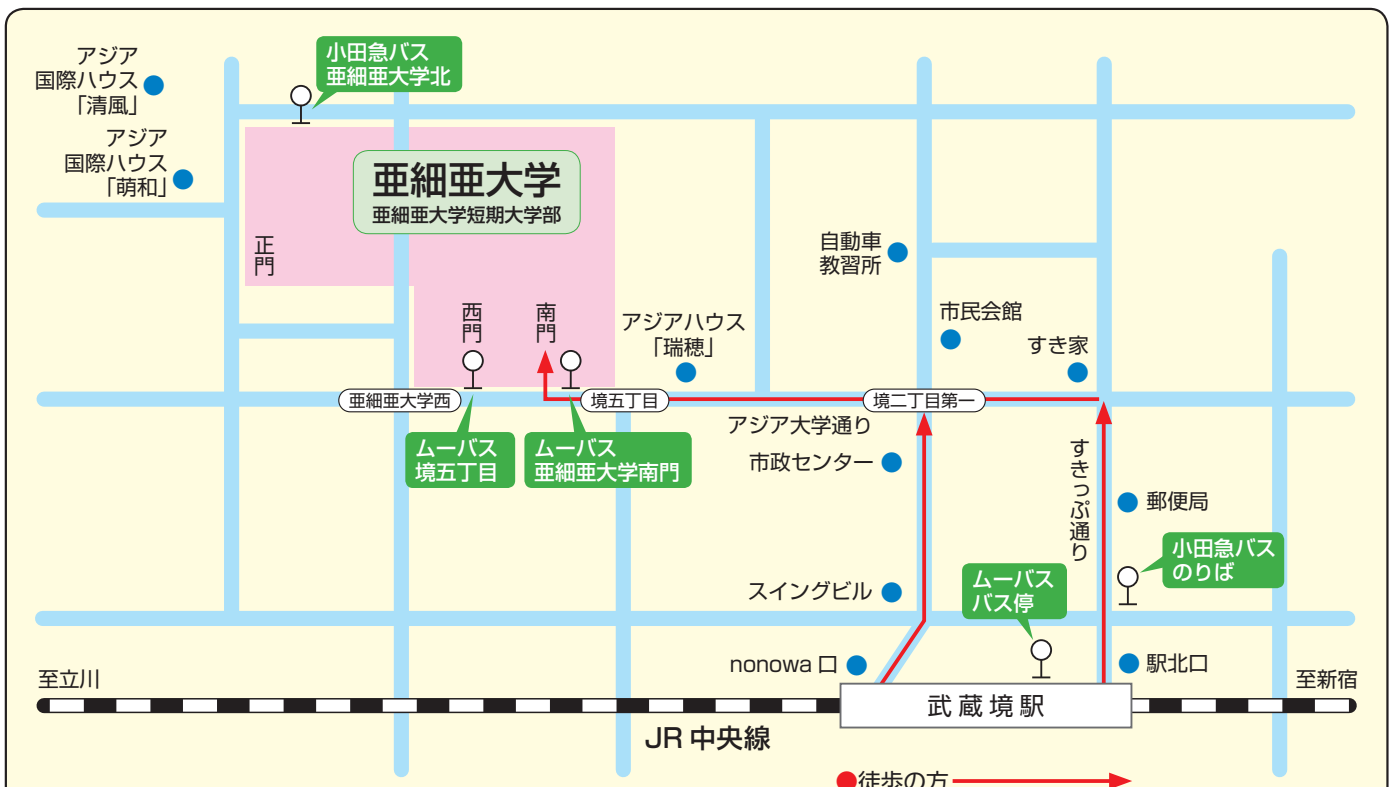 小田急バス
亜細亜大学北
アジア
国際ハウス
「清風」
アジア
国際ハウス
「萌和」
亜細亜大学
亜細亜大学短期大学部
正門
西門
南門
アジアハウス
「瑞穂」
自動車
教習所
市民会館
すき家
亜細亜大学西
境五丁目
境二丁目第一
アジア大学通り
ムーバス
境五丁目
ムーバス
亜細亜大学南門
市政センター
すきっぷ通り
郵便局
小田急バス
のりば
ムーバス
バス停
スイングビル
nonowa 口
駅北口
至立川
至新宿
武蔵境駅
JR 中央線
●徒歩の方